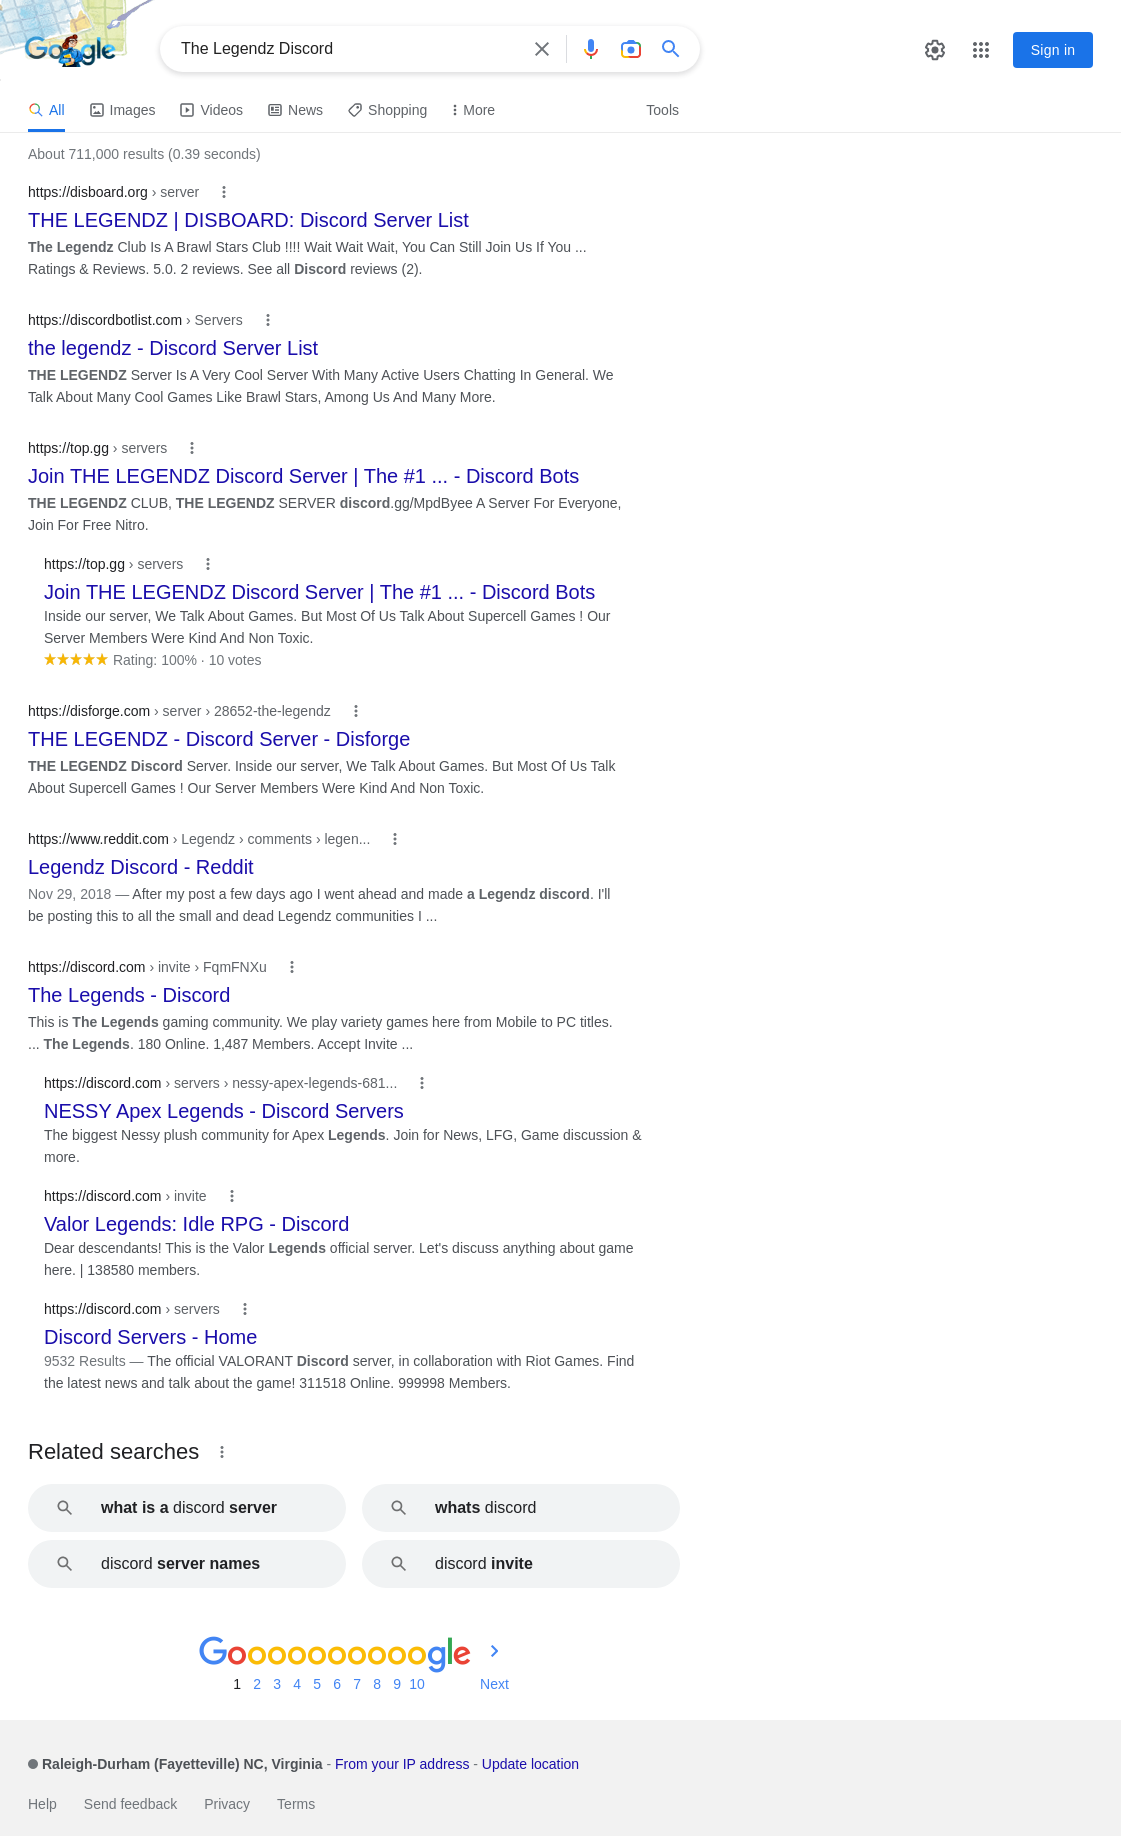 Google
The Legendz Discord
Sign in
All Images Videos News Shopping More Tools
About 711,000 results (0.39 seconds)
https://disboard.org › server
THE LEGENDZ | DISBOARD: Discord Server List
The Legendz Club Is A Brawl Stars Club !!!! Wait Wait Wait, You Can Still Join Us If You ...
Ratings & Reviews. 5.0. 2 reviews. See all Discord reviews (2).
https://discordbotlist.com › Servers
the legendz - Discord Server List
THE LEGENDZ Server Is A Very Cool Server With Many Active Users Chatting In General. We
Talk About Many Cool Games Like Brawl Stars, Among Us And Many More.
https://top.gg › servers
Join THE LEGENDZ Discord Server | The #1 ... - Discord Bots
THE LEGENDZ CLUB, THE LEGENDZ SERVER discord.gg/MpdByee A Server For Everyone,
Join For Free Nitro.
https://top.gg › servers
Join THE LEGENDZ Discord Server | The #1 ... - Discord Bots
Inside our server, We Talk About Games. But Most Of Us Talk About Supercell Games ! Our
Server Members Were Kind And Non Toxic.
Rating: 100% · 10 votes
https://disforge.com › server › 28652-the-legendz
THE LEGENDZ - Discord Server - Disforge
THE LEGENDZ Discord Server. Inside our server, We Talk About Games. But Most Of Us Talk
About Supercell Games ! Our Server Members Were Kind And Non Toxic.
https://www.reddit.com › Legendz › comments › legen...
Legendz Discord - Reddit
Nov 29, 2018 — After my post a few days ago I went ahead and made a Legendz discord. I'll
be posting this to all the small and dead Legendz communities I ...
https://discord.com › invite › FqmFNXu
The Legends - Discord
This is The Legends gaming community. We play variety games here from Mobile to PC titles.
... The Legends. 180 Online. 1,487 Members. Accept Invite ...
https://discord.com › servers › nessy-apex-legends-681...
NESSY Apex Legends - Discord Servers
The biggest Nessy plush community for Apex Legends. Join for News, LFG, Game discussion &
more.
https://discord.com › invite
Valor Legends: Idle RPG - Discord
Dear descendants! This is the Valor Legends official server. Let's discuss anything about game
here. | 138580 members.
https://discord.com › servers
Discord Servers - Home
9532 Results — The official VALORANT Discord server, in collaboration with Riot Games. Find
the latest news and talk about the game! 311518 Online. 999998 Members.
Related searches
what is a discord server
whats discord
discord server names
discord invite
Goooooooooogle
1 2 3 4 5 6 7 8 9 10 Next
Raleigh-Durham (Fayetteville) NC, Virginia - From your IP address - Update location
Help Send feedback Privacy Terms